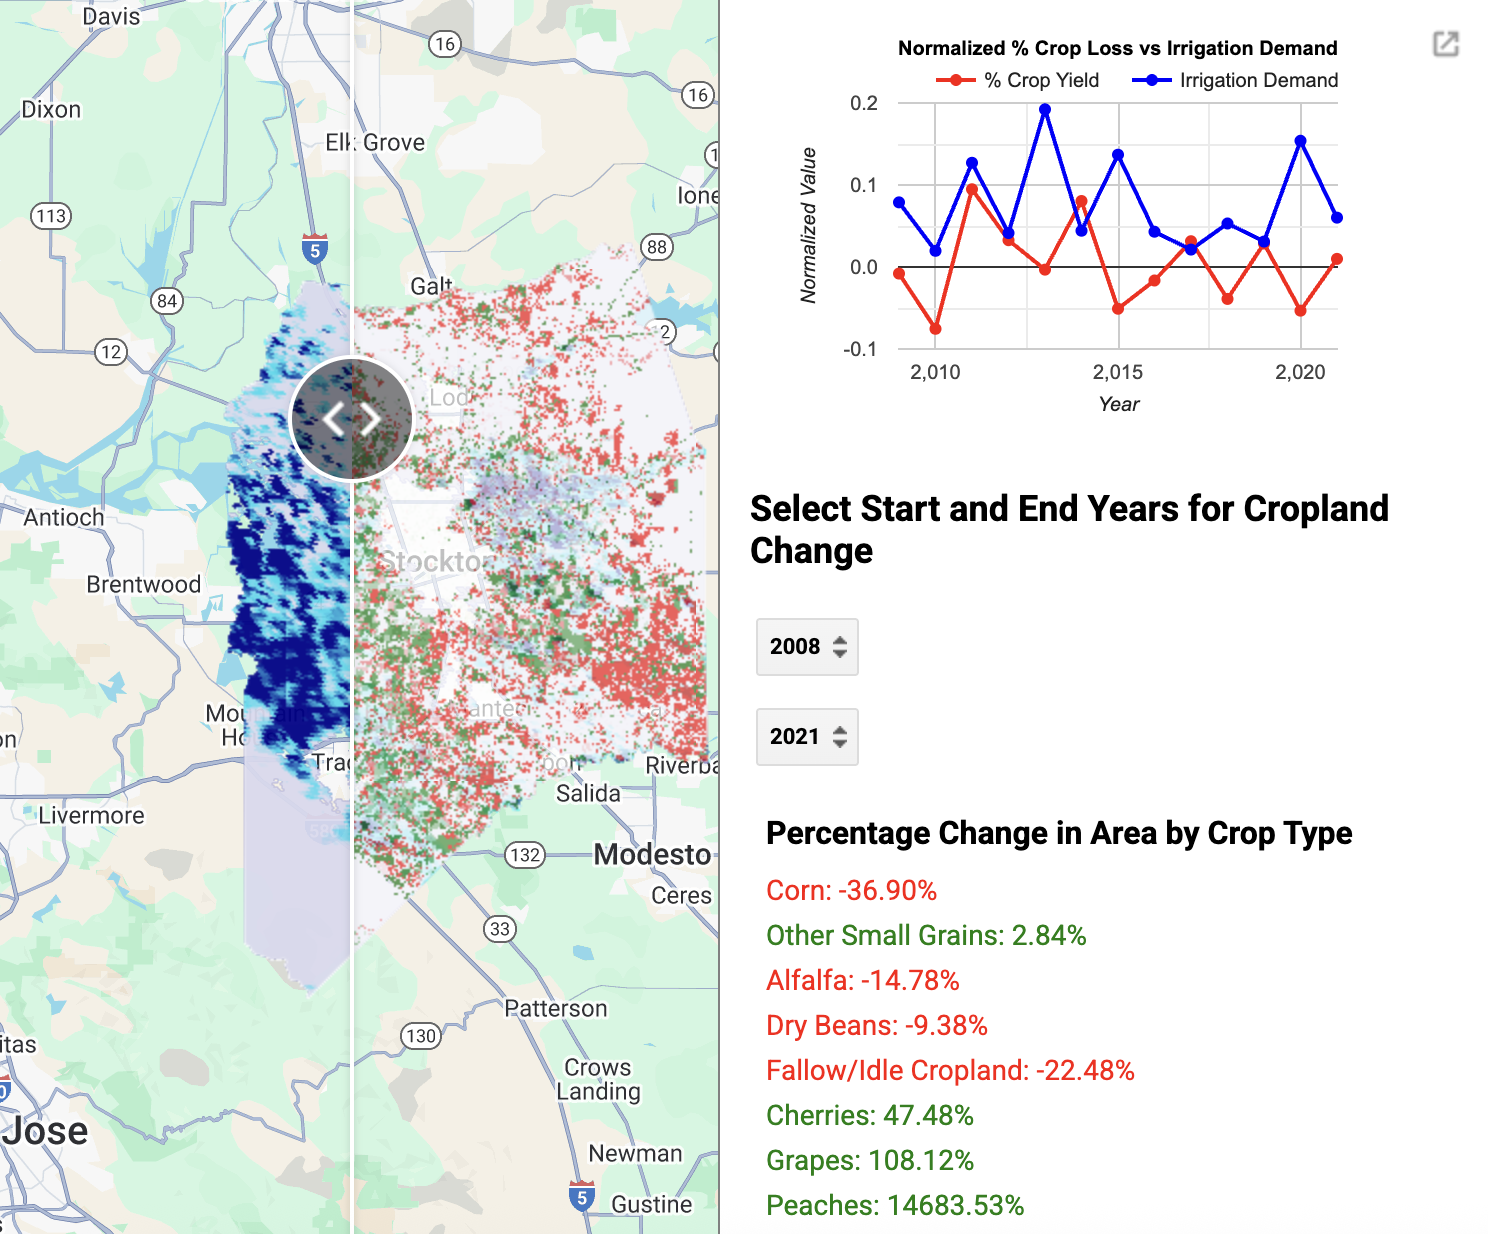 Davis
16
Dixon
16
Elk Grove
113
Ione
88
5
Galt
84
12
Lod
Antioch
Stockton
Brentwood
Livermore
Riverba
Salida
132
Modesto
Ceres
33
Patterson
130
Crows
Landing
Jose
Newman
5
Gustine
580
Normalized % Crop Loss vs Irrigation Demand
% Crop Yield
Irrigation Demand
0.2
0.1
0.0
-0.1
Normalized Value
2,010
2,015
2,020
Year
Select Start and End Years for Cropland
Change
2008
2021
Percentage Change in Area by Crop Type
Corn: -36.90%
Other Small Grains: 2.84%
Alfalfa: -14.78%
Dry Beans: -9.38%
Fallow/Idle Cropland: -22.48%
Cherries: 47.48%
Grapes: 108.12%
Peaches: 14683.53%